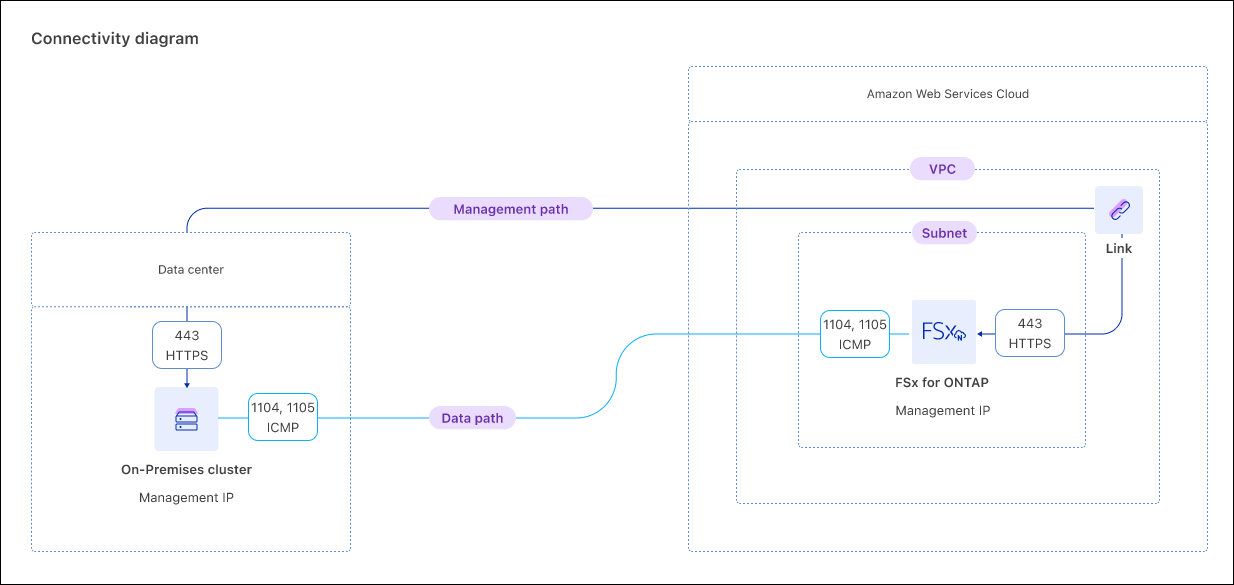 Connectivity diagram
Amazon Web Services Cloud
VPC
Management path
Link
Subnet
Data center
443
HTTPS
1104, 1105
ICMP
On-Premises cluster
Management IP
Data path
1104, 1105
ICMP
FSx
N
443
HTTPS
FSx for ONTAP
Management IP